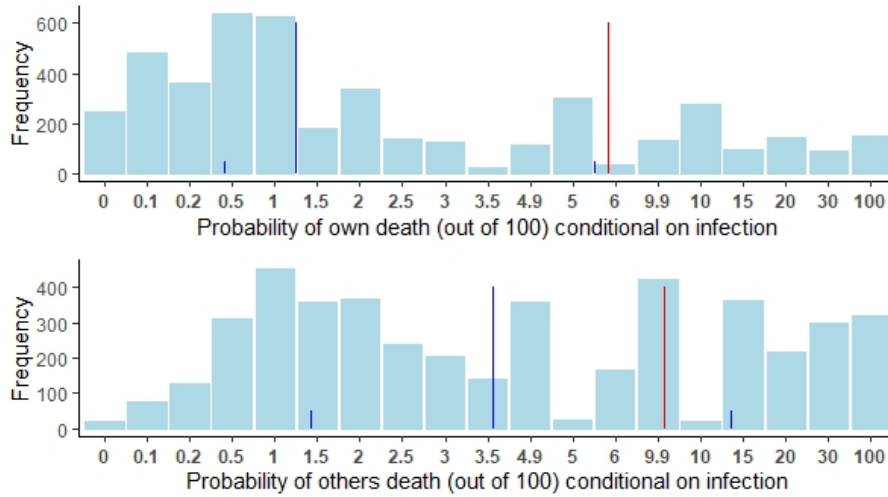 Frequency
600
400
200
0
0 0.1 0.2 0.5 1 1.5 2 2.5 3 3.5 4.9 5 6 9.9 10 15 20 30 100
Probability of own death (out of 100) conditional on infection
Frequency
400
300
200
100
0
0 0.1 0.2 0.5 1 1.5 2 2.5 3 3.5 4.9 5 6 9.9 10 15 20 30 100
Probability of others death (out of 100) conditional on infection